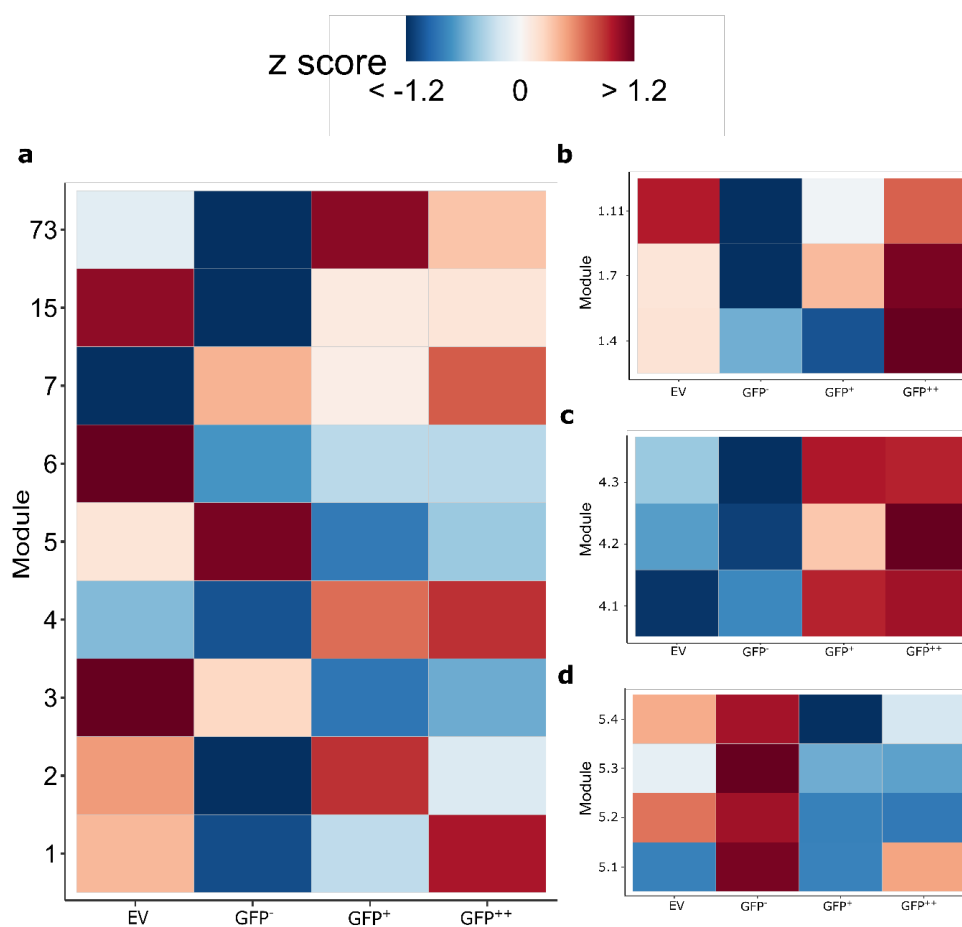 z score
< -1.2 0 > 1.2
a
Module
73
15
7
6
5
4
3
2
1
EV GFP⁻ GFP⁺ GFP⁺⁺
b
Module
1.11
1.7
1.4
EV GFP⁻ GFP⁺ GFP⁺⁺
c
Module
4.3
4.2
4.1
EV GFP⁻ GFP⁺ GFP⁺⁺
d
Module
5.4
5.3
5.2
5.1
EV GFP⁻ GFP⁺ GFP⁺⁺